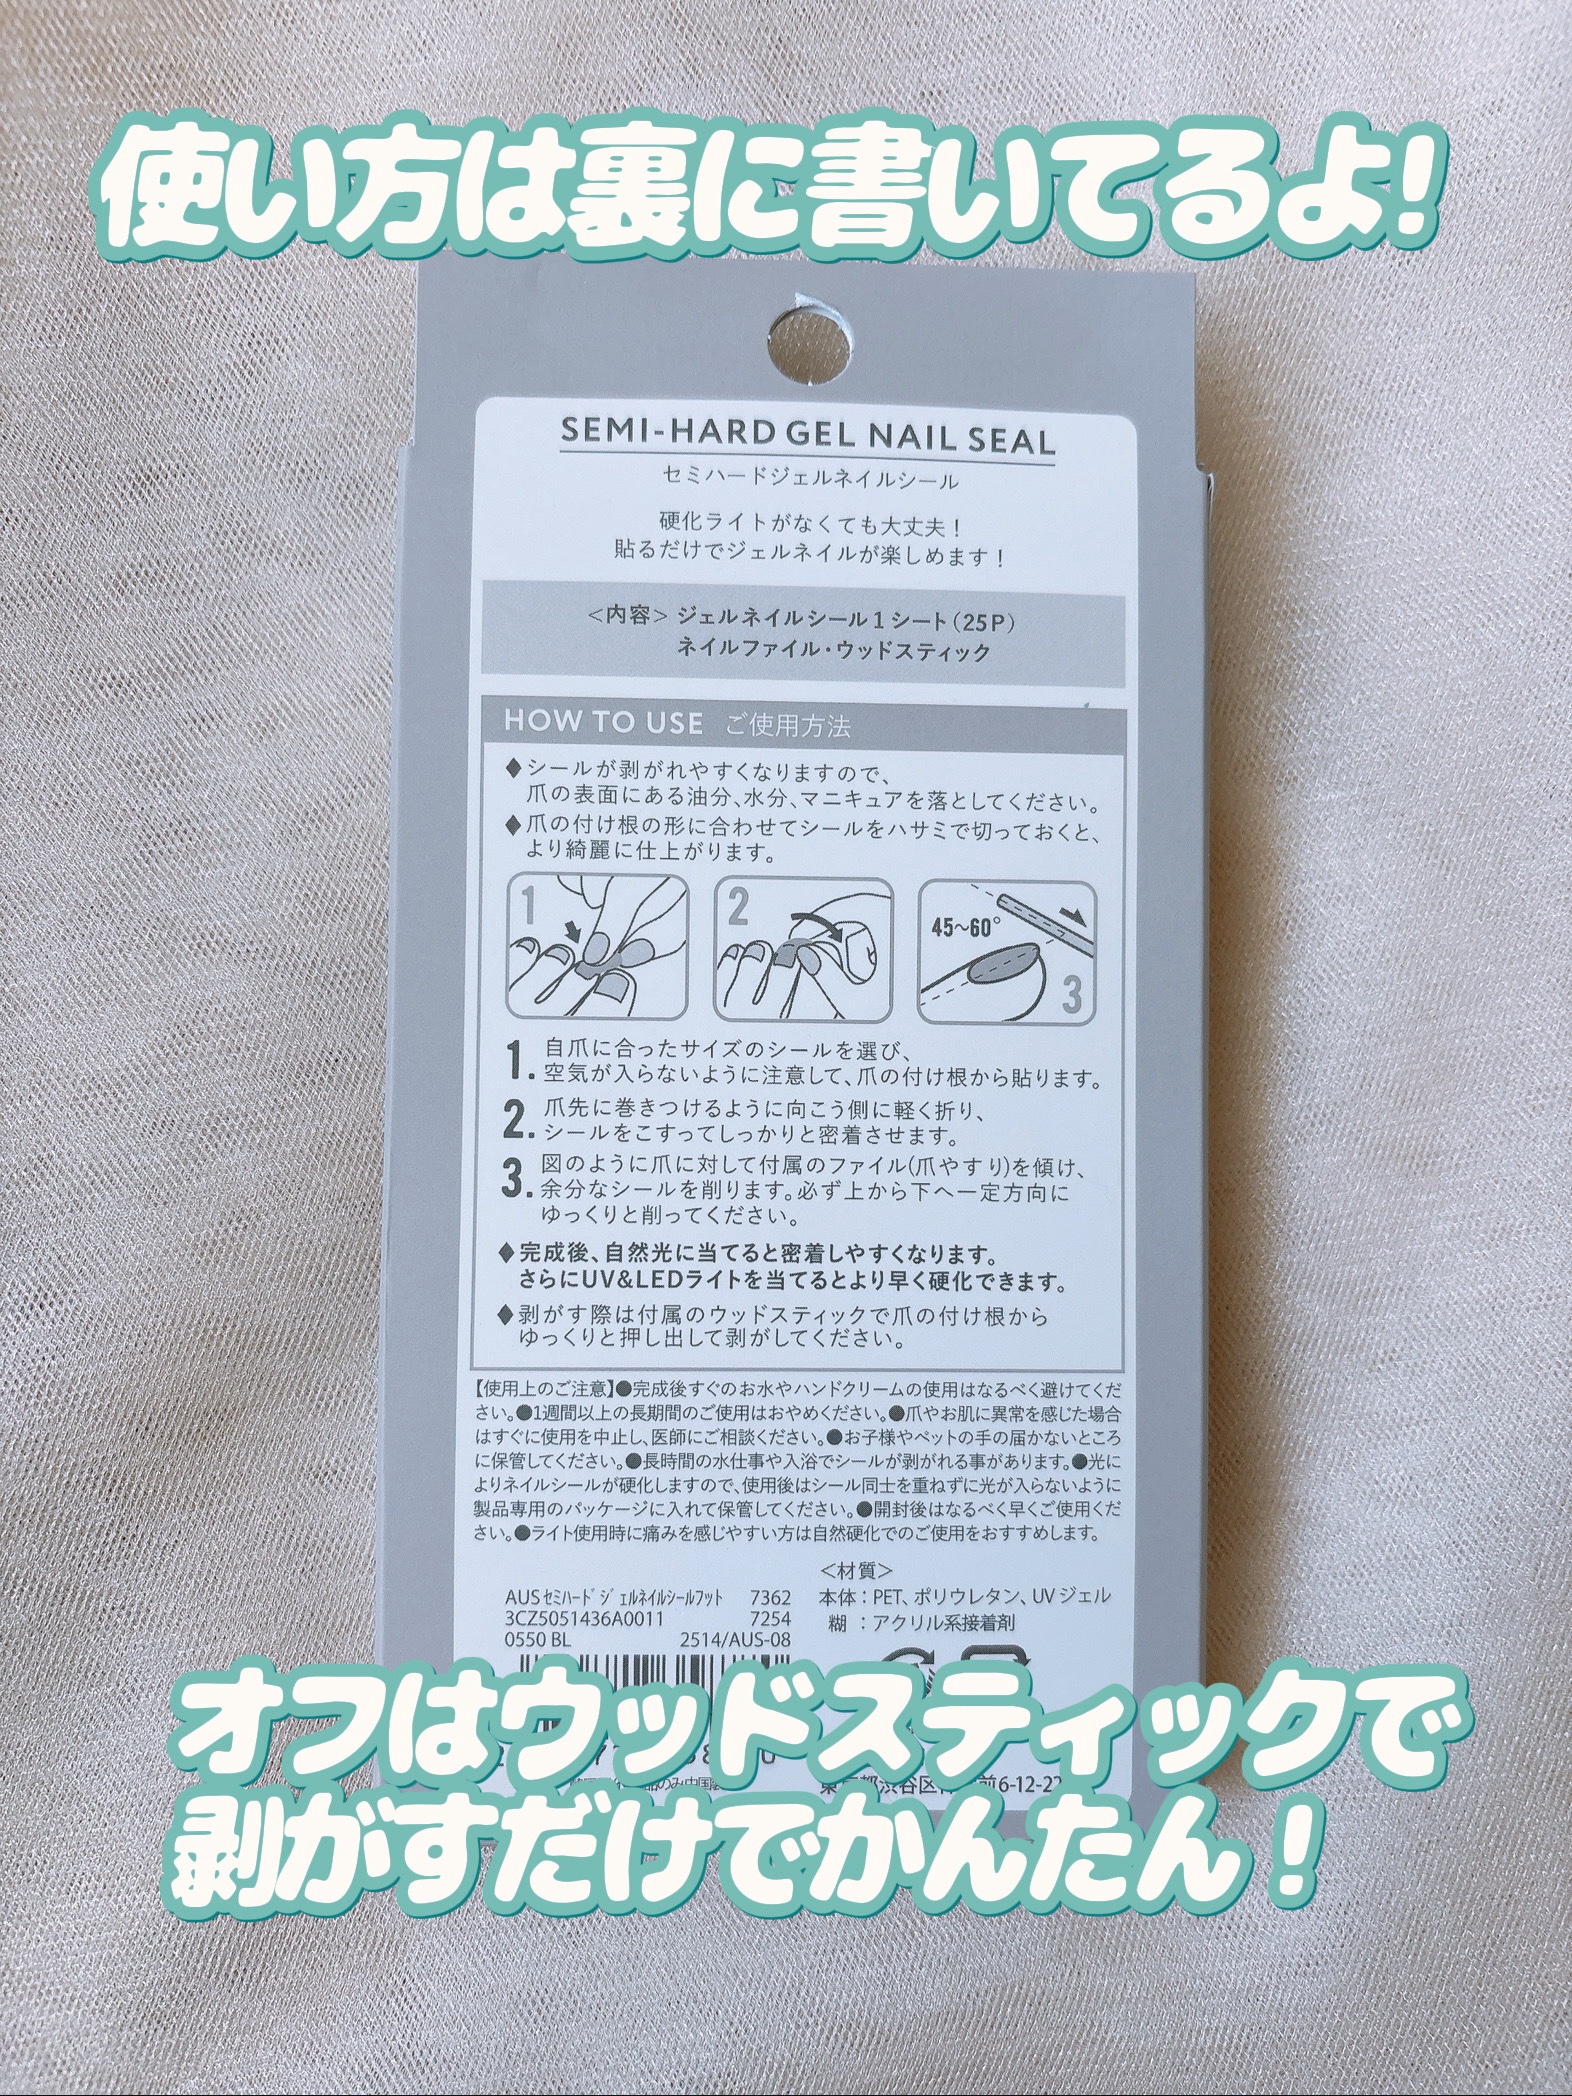 使い方は裏に書いてるよ!
SEMI-HARD GEL NAIL SEAL
セミハードジェルネイルシール
硬化ライトがなくても大丈夫！
貼るだけでジェルネイルが楽しめます！
<内容> ジェルネイルシール1シート(25P)
ネイルファイル・ウッドスティック
HOW TO USE ご使用方法
♦シールが剥がれやすくなりますので、
爪の表面にある油分、水分、マニキュアを落としてください。
♦爪の付け根の形に合わせてシールをハサミで切っておくと、
より綺麗に仕上がります。
1
2
45~60°
3
1. 自爪に合ったサイズのシールを選び、
空気が入らないように注意して、爪の付け根から貼ります。
2. 爪先に巻きつけるように向こう側に軽く折り、
シールをこすってしっかりと密着させます。
3. 図のように爪に対して付属のファイル(爪やすり)を傾け、
余分なシールを削ります。必ず上から下へ一定方向に
ゆっくりと削ってください。
♦完成後、自然光に当てると密着しやすくなります。
さらにUV&LEDライトを当てるとより早く硬化できます。
♦剥がす際は付属のウッドスティックで爪の付け根から
ゆっくりと押し出して剥がしてください。
【使用上のご注意】●完成後すぐのお水やハンドクリームの使用はなるべく避けてくだ
さい。●1週間以上の長期間のご使用はおやめください。●爪やお肌に異常を感じた場合
はすぐに使用を中止し、医師にご相談ください。●お子様やペットの手の届かないところ
に保管してください。●長時間の水仕事や入浴でシールが剥がれる事があります。●光に
よりネイルシールが硬化しますので、使用後はシール同士を重ねずに光が入らないように
製品専用のパッケージに入れて保管してください。●開封後はなるべく早くご使用くだ
さい。●ライト使用時に痛みを感じやすい方は自然硬化でのご使用をおすすめします。
<材質>
本体：PET、ポリウレタン、UVジェル
糊：アクリル系接着剤
AUSｾﾐﾊｰﾄﾞｼﾞｪﾙﾈｲﾙｼｰﾙﾌｯﾄ 7362
3CZ5051436A0011 7254
0550 BL 2514/AUS-08
オフはウッドスティックで
剥がすだけでかんたん！